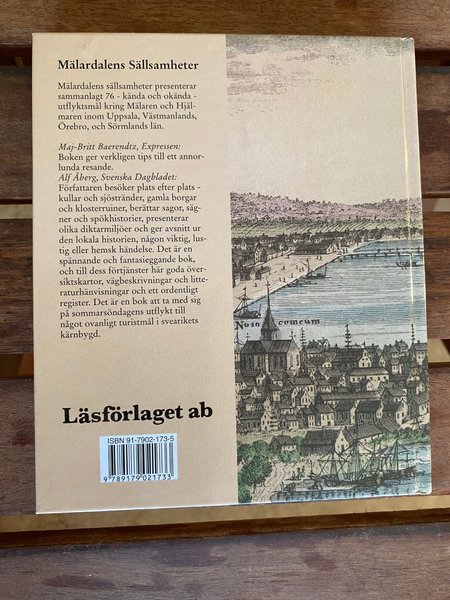 Mälardalens Sällsamheter
Mälardalens sällsamheter presenterar
sammanlagt 76 - kända och okända -
utflyktsmål kring Mälaren och Hjäl-
maren inom Uppsala, Västmanlands,
Örebro, och Sörmlands län.
Maj-Britt Baerendtz, Expressen:
Boken ger verkligen tips till ett annor-
lunda resande.
Alf Åberg, Svenska Dagbladet:
Författaren besöker plats efter plats -
kullar och sjöstränder, gamla borgar
och klosterruiner, berättar sagor, säg-
ner och spökhistorier, presenterar
olika diktarmiljöer och ger avsnitt ur
den lokala historien, någon viktig, lus-
tig eller hemsk händelse. Det är en
spännande och fantasieggande bok,
och till dess förtjänster här goda över-
siktskartor, vägbeskrivningar och litte-
raturhänvisningar och ett ordentligt
register. Det är en bok att ta med sig
på sommarsöndagens utflykt till
något ovanligt turistmål i svearikets
kärnbygd.
Nosocomeum
Läsförlaget ab
ISBN 91-7902-173-5
9789179021733